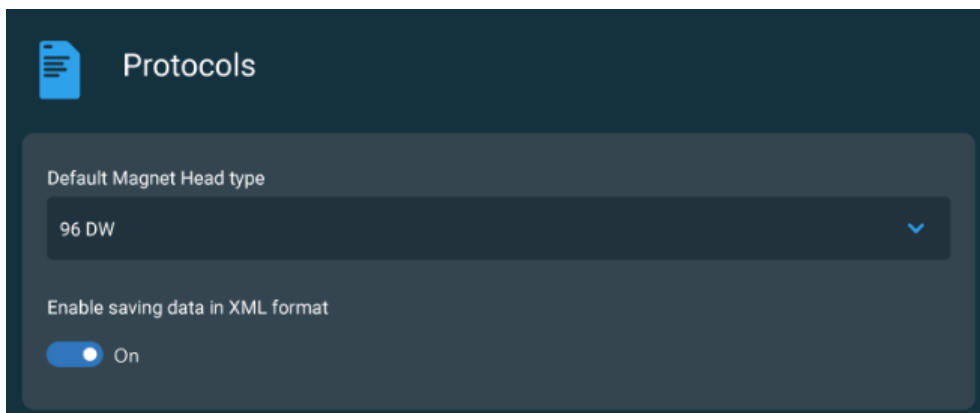 Protocols
Default Magnet Head type
96 DW
Enable saving data in XML format
On